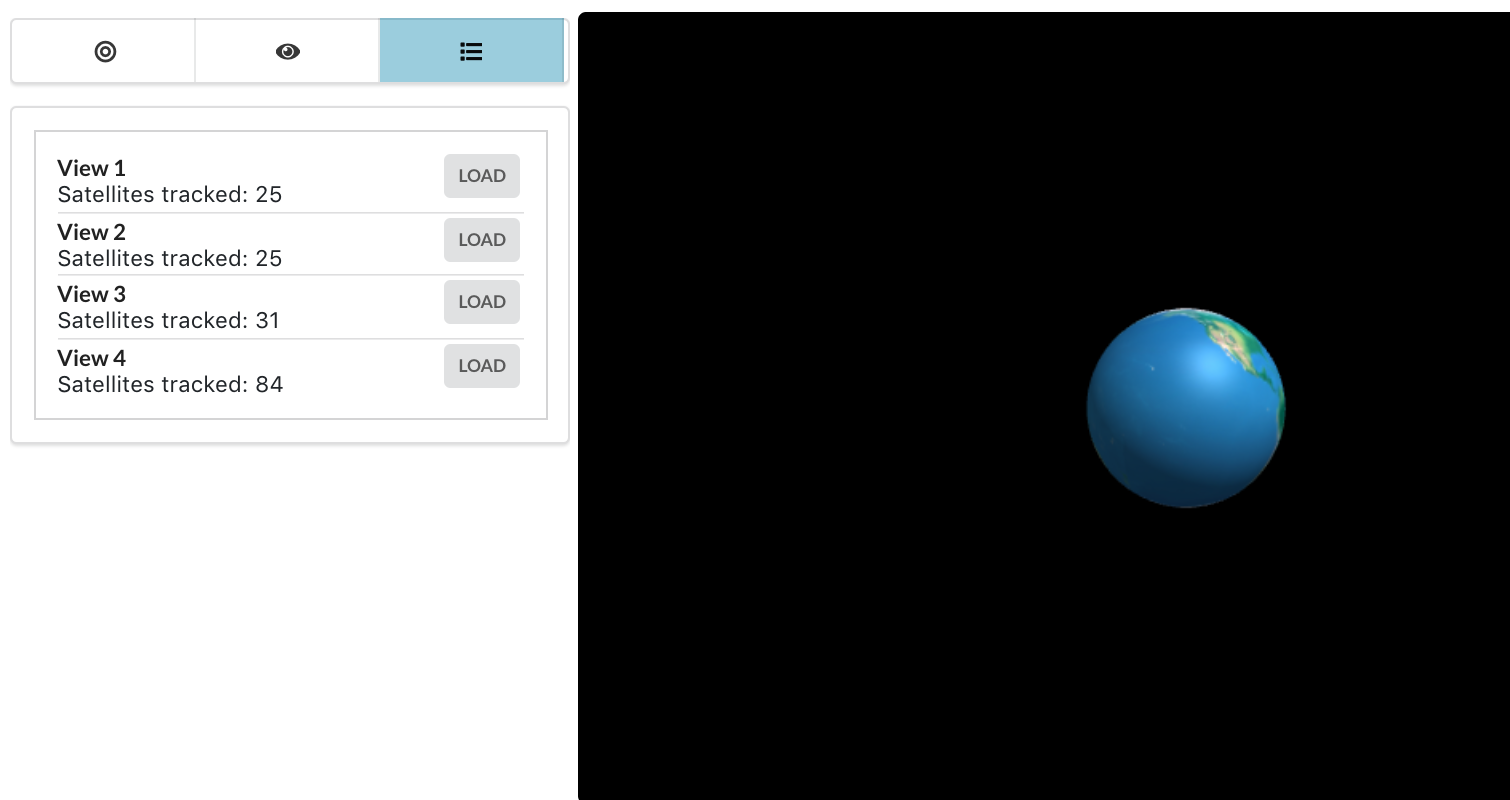 View 1
LOAD
Satellites tracked: 25
View 2
LOAD
Satellites tracked: 25
View 3
LOAD
Satellites tracked: 31
View 4
LOAD
Satellites tracked: 84